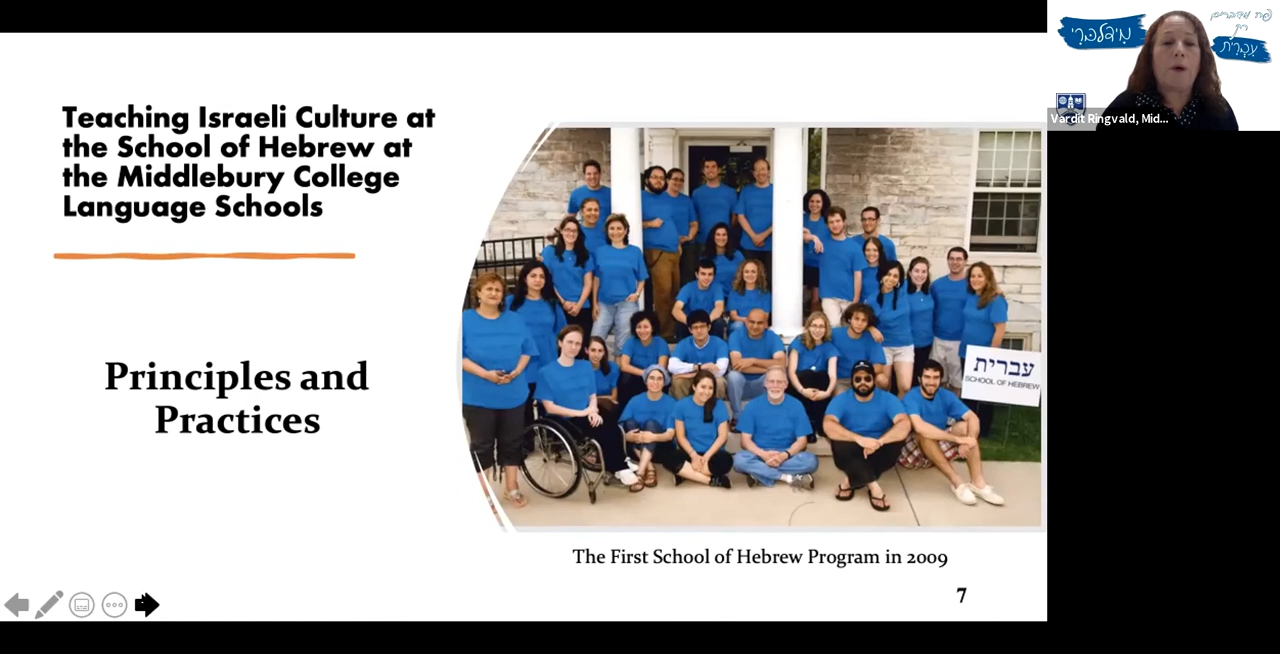 Teaching Israeli Culture at
the School of Hebrew at
the Middlebury College
Language Schools
Principles and
Practices
עברית
SCHOOL OF HEBREW
The First School of Hebrew Program in 2009
7
מידלברי
עברית
Vardit Ringvald, Mid...